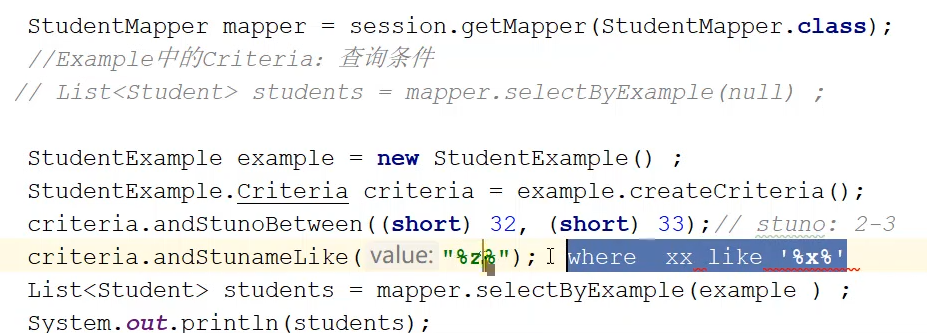 StudentMapper mapper = session.getMapper(StudentMapper.class);
//Example中的Criteria：查询条件
// List<Student> students = mapper.selectByExample(null) ;
StudentExample example = new StudentExample() ;
StudentExample.Criteria criteria = example.createCriteria();
criteria.andStunoBetween((short) 32, (short) 33);// stuno: 2-3
criteria.andStunameLike( value: "%z%"); where xx like '%x%'
List<Student> students = mapper.selectByExample(example ) ;
System.out.println(students);